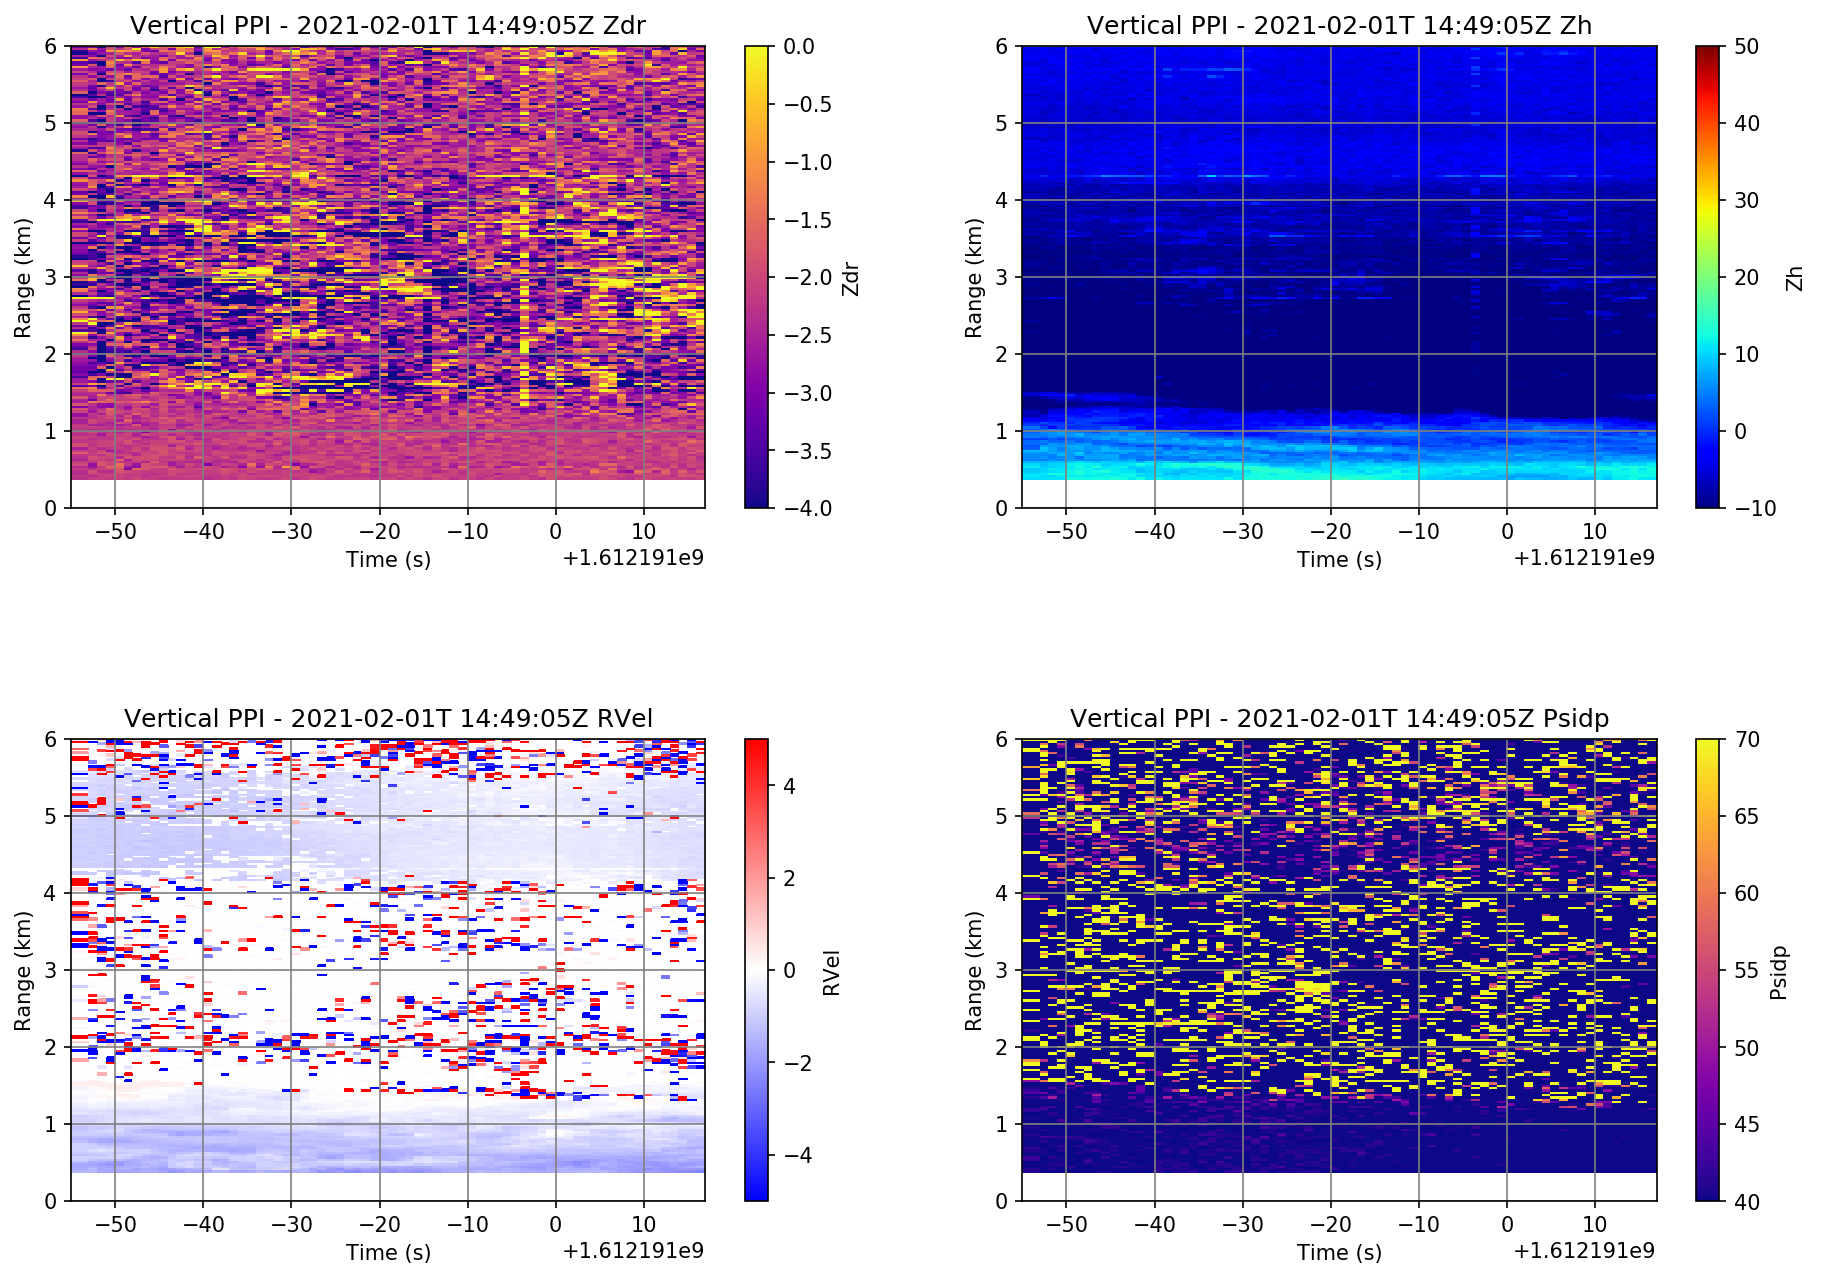 Vertical PPI - 2021-02-01T 14:49:05Z Zdr
6
5
4
3
2
1
0
Range (km)
−50 −40 −30 −20 −10 0 10
Time (s)
+1.612191e9
0.0
−0.5
−1.0
−1.5
−2.0
−2.5
−3.0
−3.5
−4.0
Zdr
Vertical PPI - 2021-02-01T 14:49:05Z Zh
6
5
4
3
2
1
0
Range (km)
−50 −40 −30 −20 −10 0 10
Time (s)
+1.612191e9
50
40
30
20
10
0
−10
Zh
Vertical PPI - 2021-02-01T 14:49:05Z RVel
6
5
4
3
2
1
0
Range (km)
−50 −40 −30 −20 −10 0 10
Time (s)
+1.612191e9
4
2
0
−2
−4
RVel
Vertical PPI - 2021-02-01T 14:49:05Z Psidp
6
5
4
3
2
1
0
Range (km)
−50 −40 −30 −20 −10 0 10
Time (s)
+1.612191e9
70
65
60
55
50
45
40
Psidp